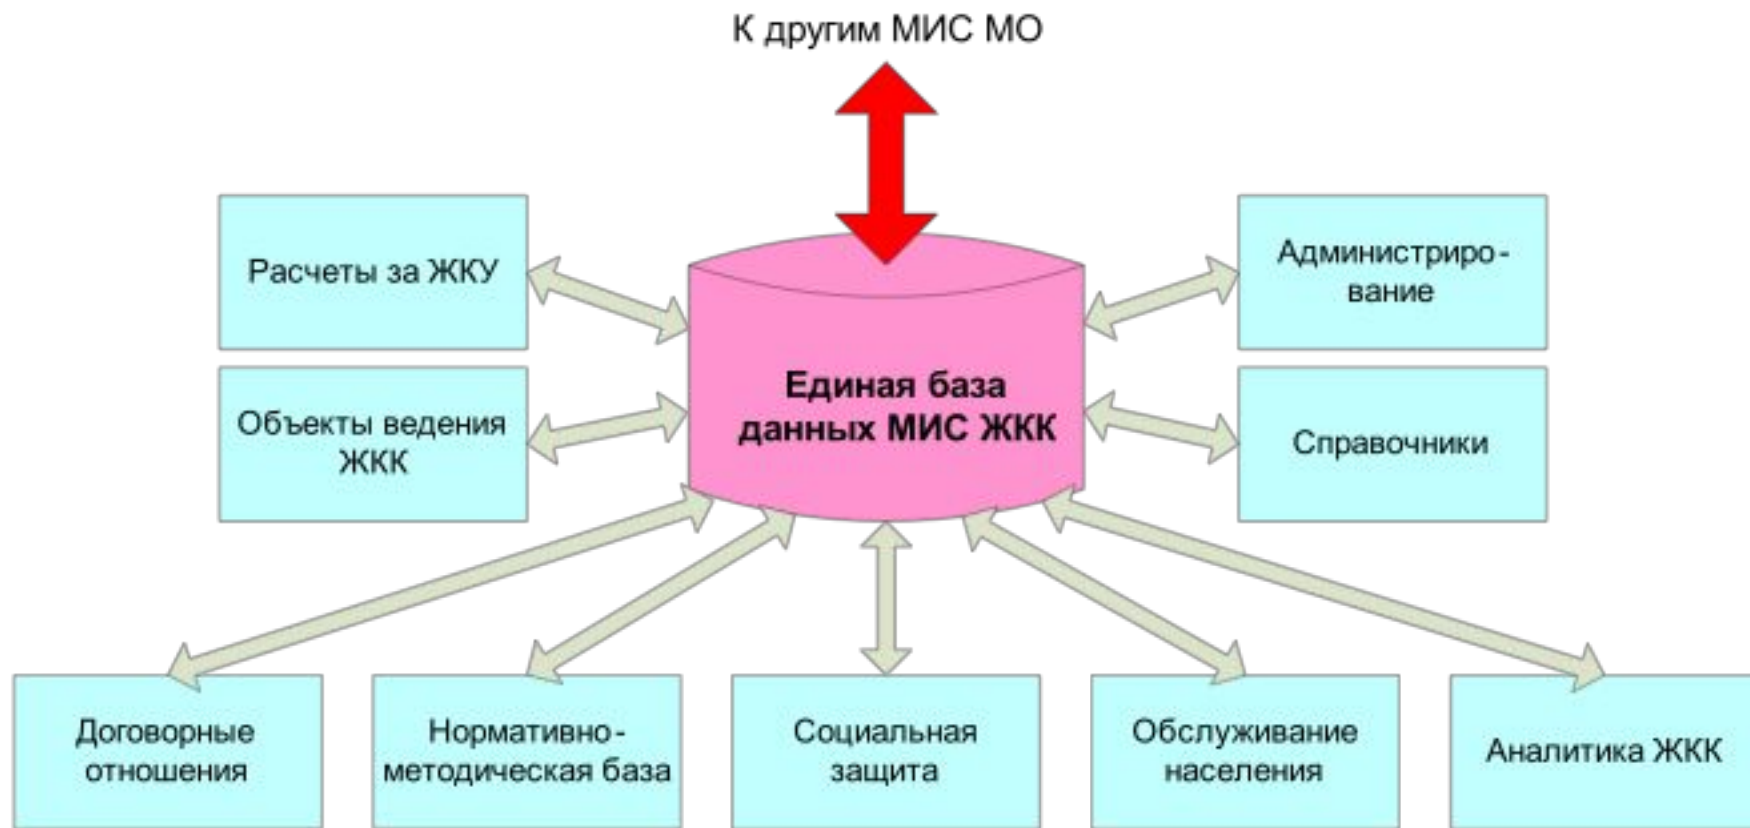 К другим МИС МО
Расчеты за ЖКУ
Администриро-
вание
Единая база
данных МИС ЖКК
Объекты ведения
ЖКК
Справочники
Договорные
отношения
Нормативно-
методическая база
Социальная
защита
Обслуживание
населения
Аналитика ЖКК